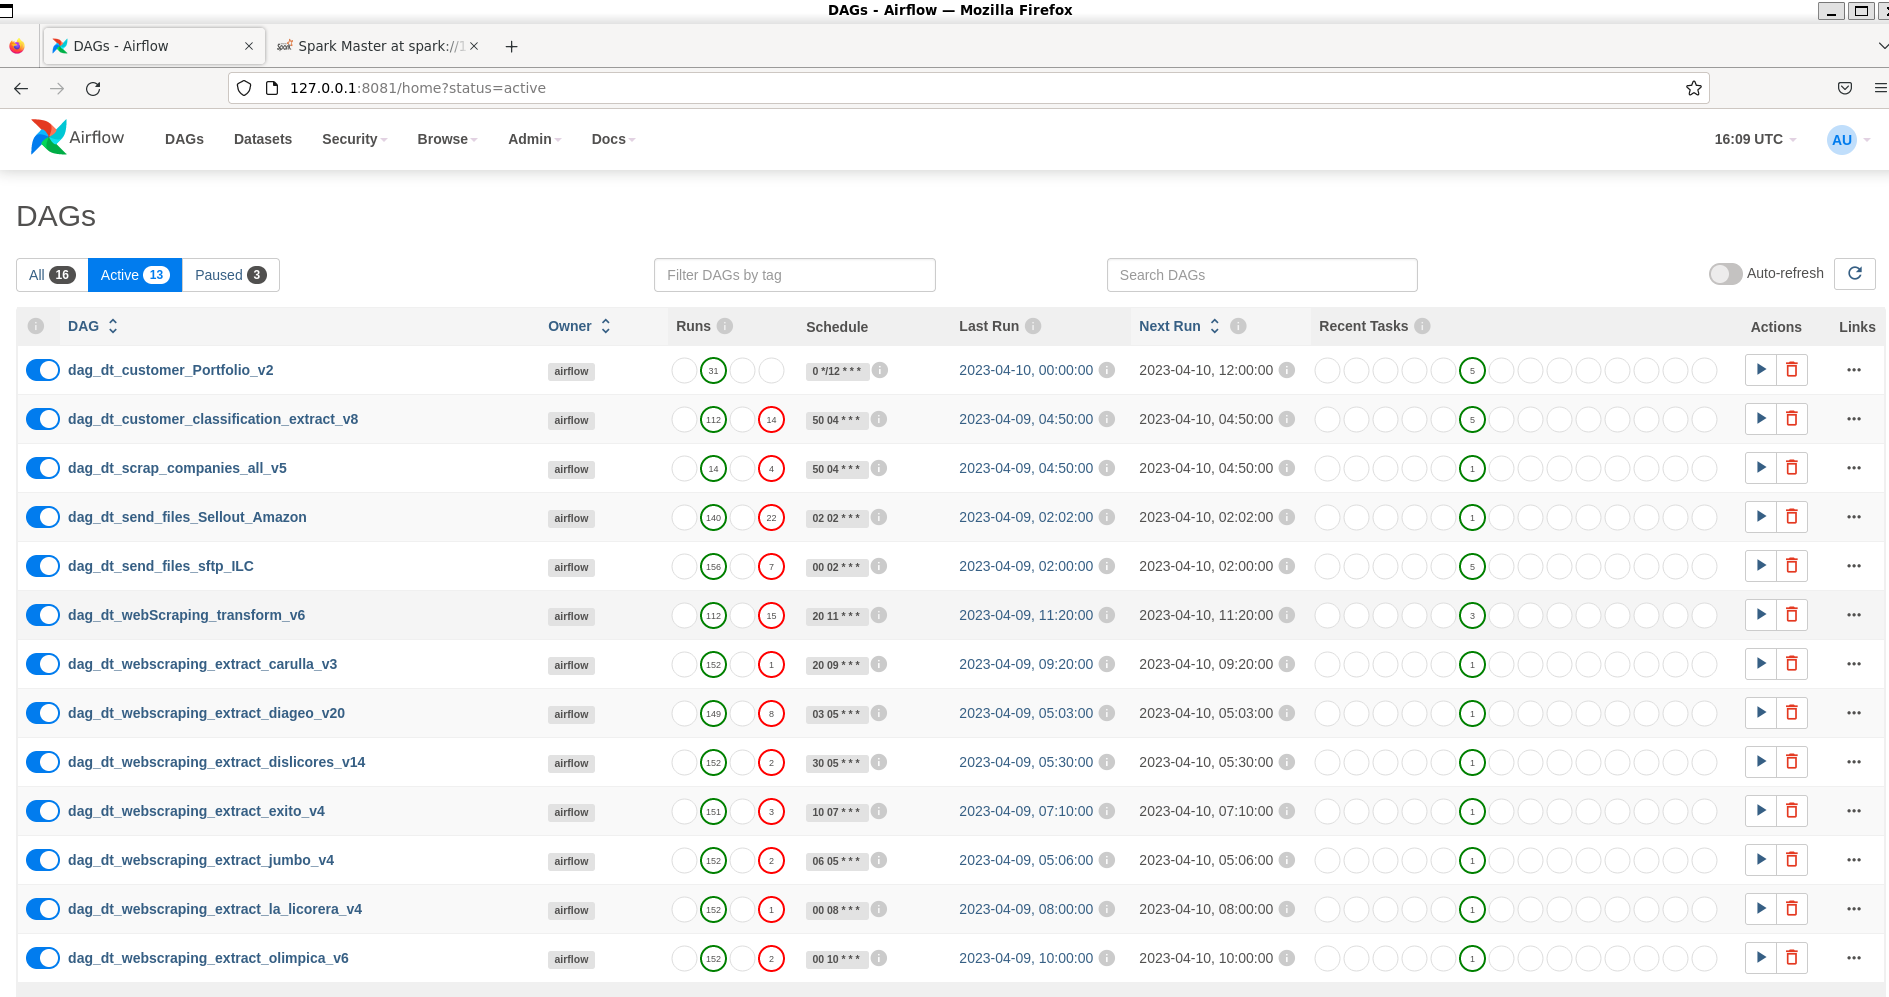 DAGs - Airflow — Mozilla Firefox
DAGs - Airflow
Spark Master at spark://1
127.0.0.1:8081/home?status=active
Airflow DAGs Datasets Security Browse Admin Docs 16:09 UTC AU
DAGs
All 16 Active 13 Paused 3 Filter DAGs by tag Search DAGs Auto-refresh
DAG Owner Runs Schedule Last Run Next Run Recent Tasks Actions Links
dag_dt_customer_Portfolio_v2 airflow 31 0 */12 * * * 2023-04-10, 00:00:00 2023-04-10, 12:00:00 5
dag_dt_customer_classification_extract_v8 airflow 112 14 50 04 * * * 2023-04-09, 04:50:00 2023-04-10, 04:50:00 5
dag_dt_scrap_companies_all_v5 airflow 14 4 50 04 * * * 2023-04-09, 04:50:00 2023-04-10, 04:50:00 1
dag_dt_send_files_Sellout_Amazon airflow 140 22 02 02 * * * 2023-04-09, 02:02:00 2023-04-10, 02:02:00 1
dag_dt_send_files_sftp_ILC airflow 156 7 00 02 * * * 2023-04-09, 02:00:00 2023-04-10, 02:00:00 5
dag_dt_webScraping_transform_v6 airflow 112 15 20 11 * * * 2023-04-09, 11:20:00 2023-04-10, 11:20:00 3
dag_dt_webscraping_extract_carulla_v3 airflow 152 1 20 09 * * * 2023-04-09, 09:20:00 2023-04-10, 09:20:00 1
dag_dt_webscraping_extract_diageo_v20 airflow 149 8 03 05 * * * 2023-04-09, 05:03:00 2023-04-10, 05:03:00 1
dag_dt_webscraping_extract_dislicores_v14 airflow 152 2 30 05 * * * 2023-04-09, 05:30:00 2023-04-10, 05:30:00 1
dag_dt_webscraping_extract_exito_v4 airflow 151 3 10 07 * * * 2023-04-09, 07:10:00 2023-04-10, 07:10:00 1
dag_dt_webscraping_extract_jumbo_v4 airflow 152 2 06 05 * * * 2023-04-09, 05:06:00 2023-04-10, 05:06:00 1
dag_dt_webscraping_extract_la_licorera_v4 airflow 152 1 00 08 * * * 2023-04-09, 08:00:00 2023-04-10, 08:00:00 1
dag_dt_webscraping_extract_olimpica_v6 airflow 152 2 00 10 * * * 2023-04-09, 10:00:00 2023-04-10, 10:00:00 1